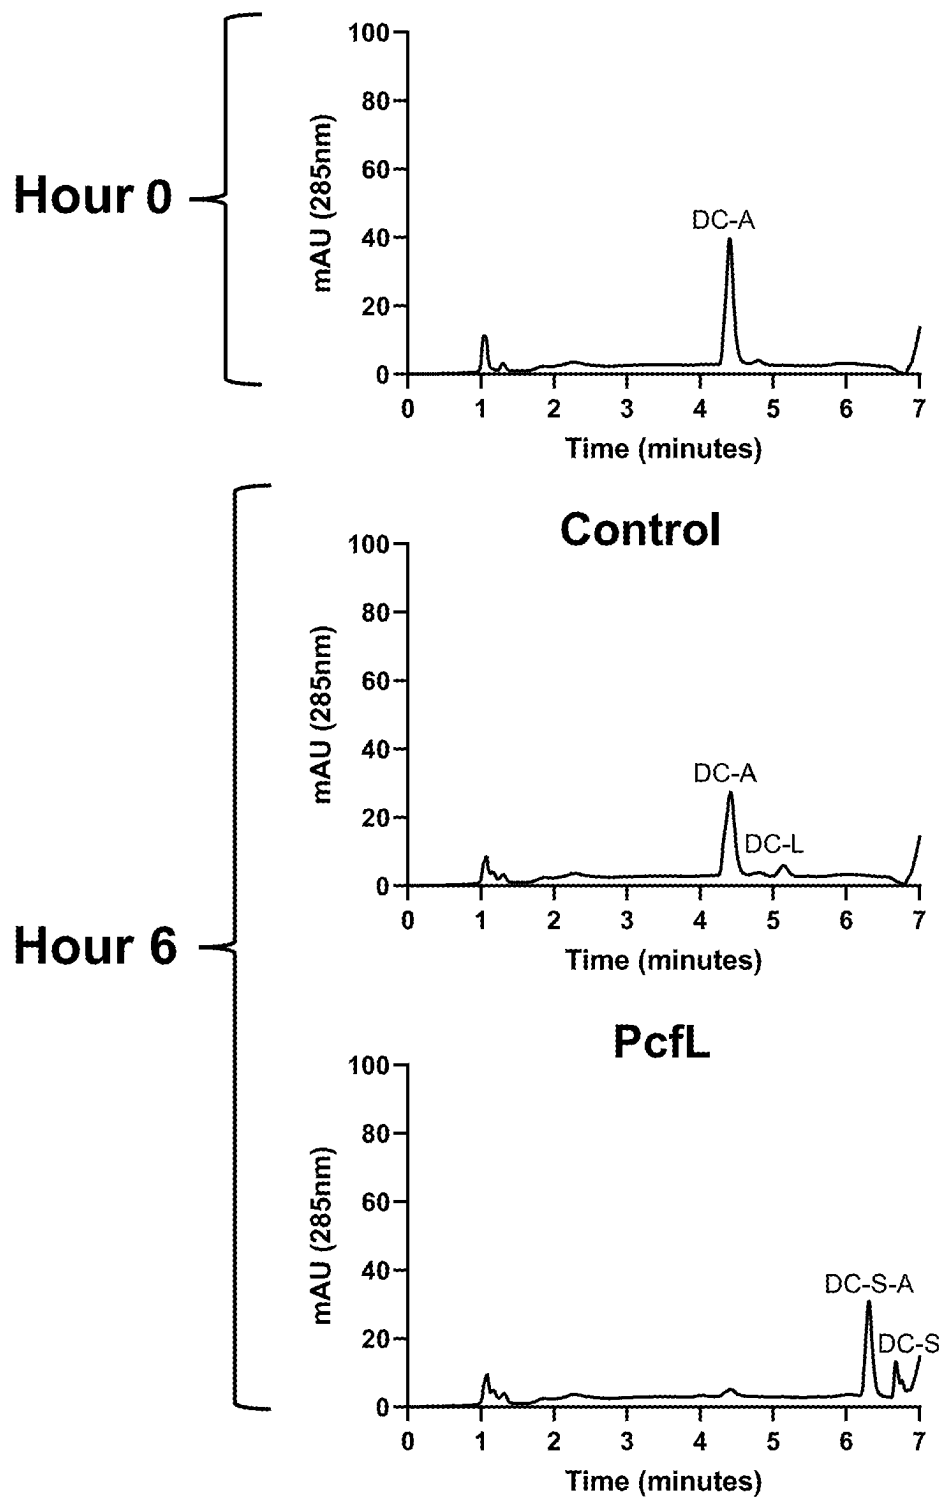 Hour 0
mAU (285nm)
100
80
60
40
20
0
DC-A
0 1 2 3 4 5 6 7
Time (minutes)
Hour 6
Control
mAU (285nm)
100
80
60
40
20
0
DC-A
DC-L
0 1 2 3 4 5 6 7
Time (minutes)
PcfL
mAU (285nm)
100
80
60
40
20
0
DC-S-A
DC-S
0 1 2 3 4 5 6 7
Time (minutes)